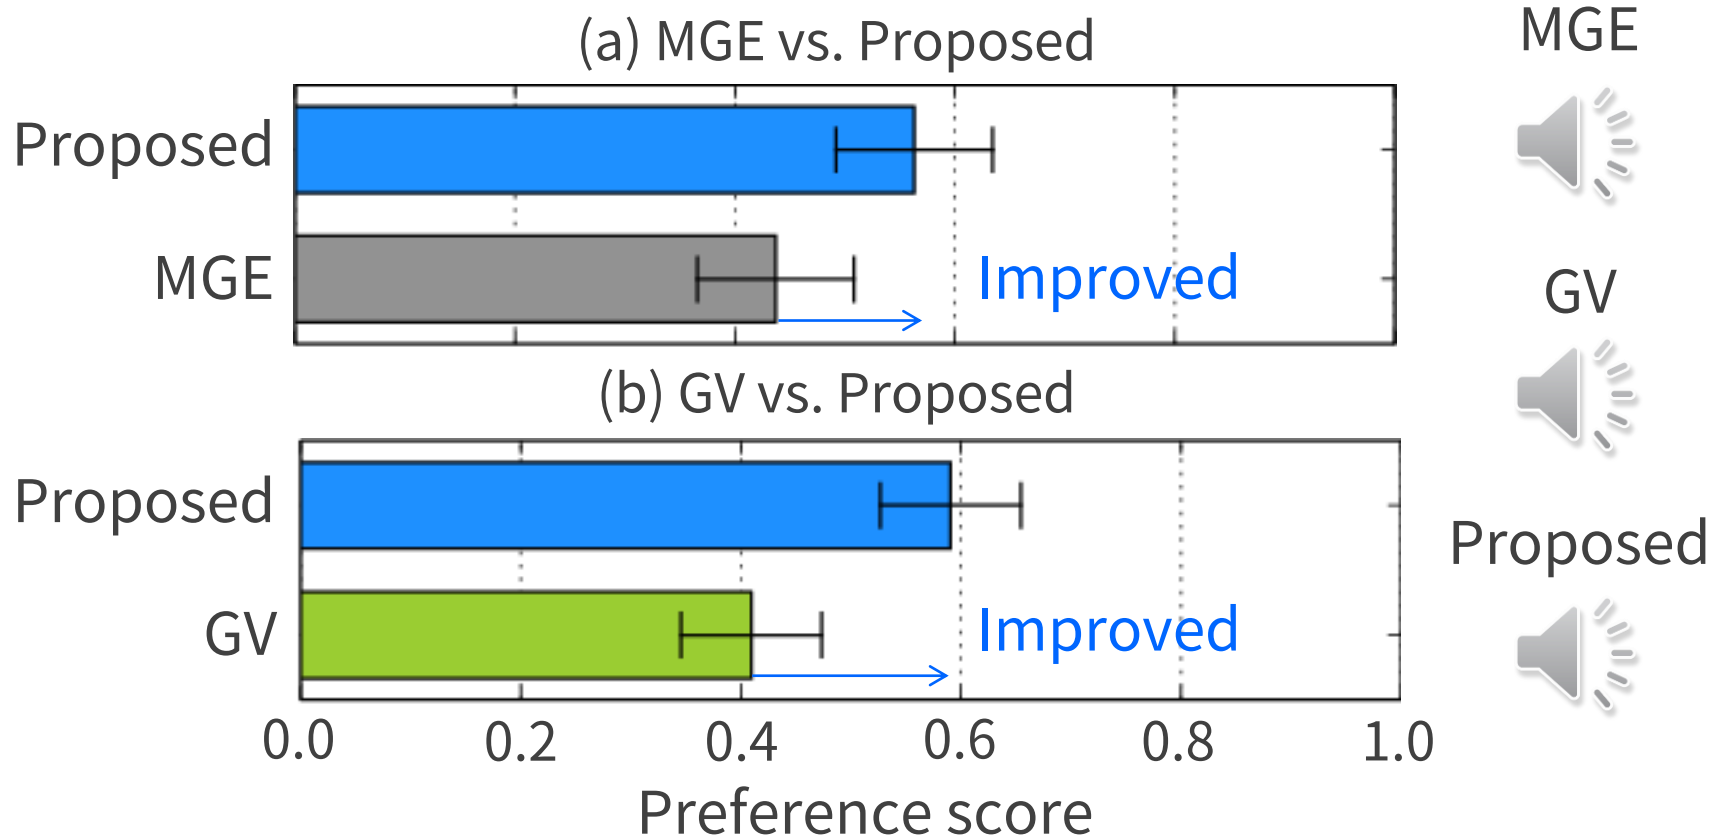 (a) MGE vs. Proposed
Proposed
MGE
Improved
(b) GV vs. Proposed
Proposed
GV
Improved
0.0 0.2 0.4 0.6 0.8 1.0
Preference score
MGE
GV
Proposed